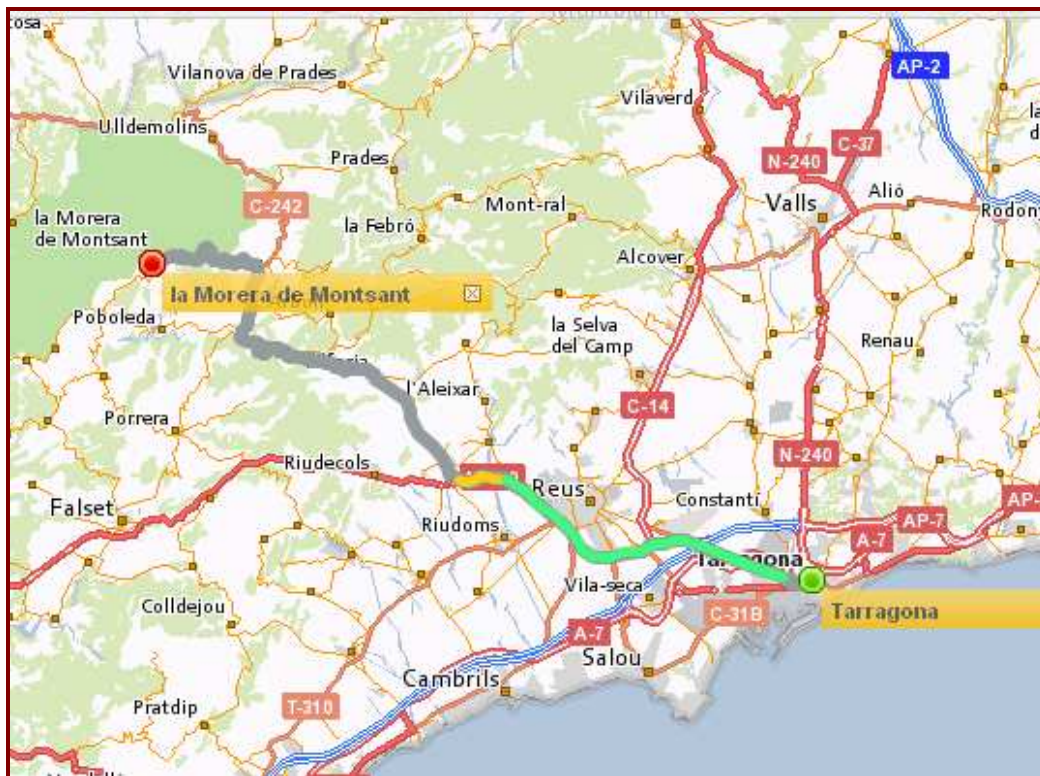 Vilanova de Prades
Vilaverd
AP-2
Ulldemolins
Prades
N-240
C-37
C-242
Mont-ral
Valls
Alió
la Morera
de Montsant
la Febró
Rodony
Alcover
la Morera de Montsant
Poboleda
la Selva
del Camp
Renau
l'Aleixar
Porrera
C-14
Riudecols
N-240
Falset
Reus
Constantí
AP-7
Riudoms
A-7
Tarragona
Vila-seca
Colldejou
C-31B
Tarragona
A-7
Salou
Cambrils
Pratdip
T-310